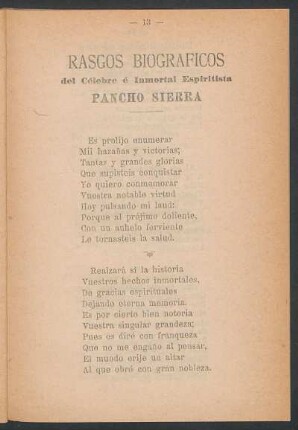 — 13 —
RASGOS BIOGRAFICOS
del Célebre é Inmortal Espiritista
PANCHO SIERRA
Es prolijo enumerar
Mil hazañas y victorias;
Tantas y grandes glorias
Que supisteis conquistar
Yo quiero conmemorar
Vuestra notable virtud
Hoy pulsando mi laud:
Porque al prójimo doliente,
Con un anhelo ferviente
Le tornasteis la salud.
Realzará si la historia
Vuestros hechos inmortales,
De gracias espirituales
Dejando eterna memoria.
Es por cierto bien notoria
Vuestra singular grandeza;
Pues os diré con franqueza
Que no me engaño al pensar,
El mundo erije un altar
Al que obró con gran nobleza.